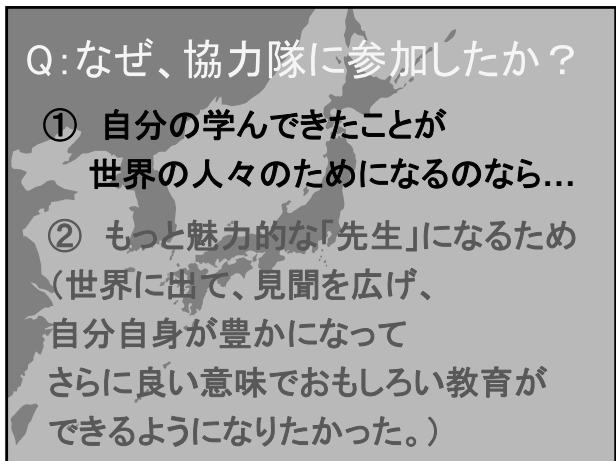 Q:なぜ、協力隊に参加したか？
① 自分の学んできたことが
世界の人々のためになるのなら…
② もっと魅力的な「先生」になるため
（世界に出て、見聞を広げ、
自分自身が豊かになって
さらに良い意味でおもしろい教育が
できるようになりたかった。）